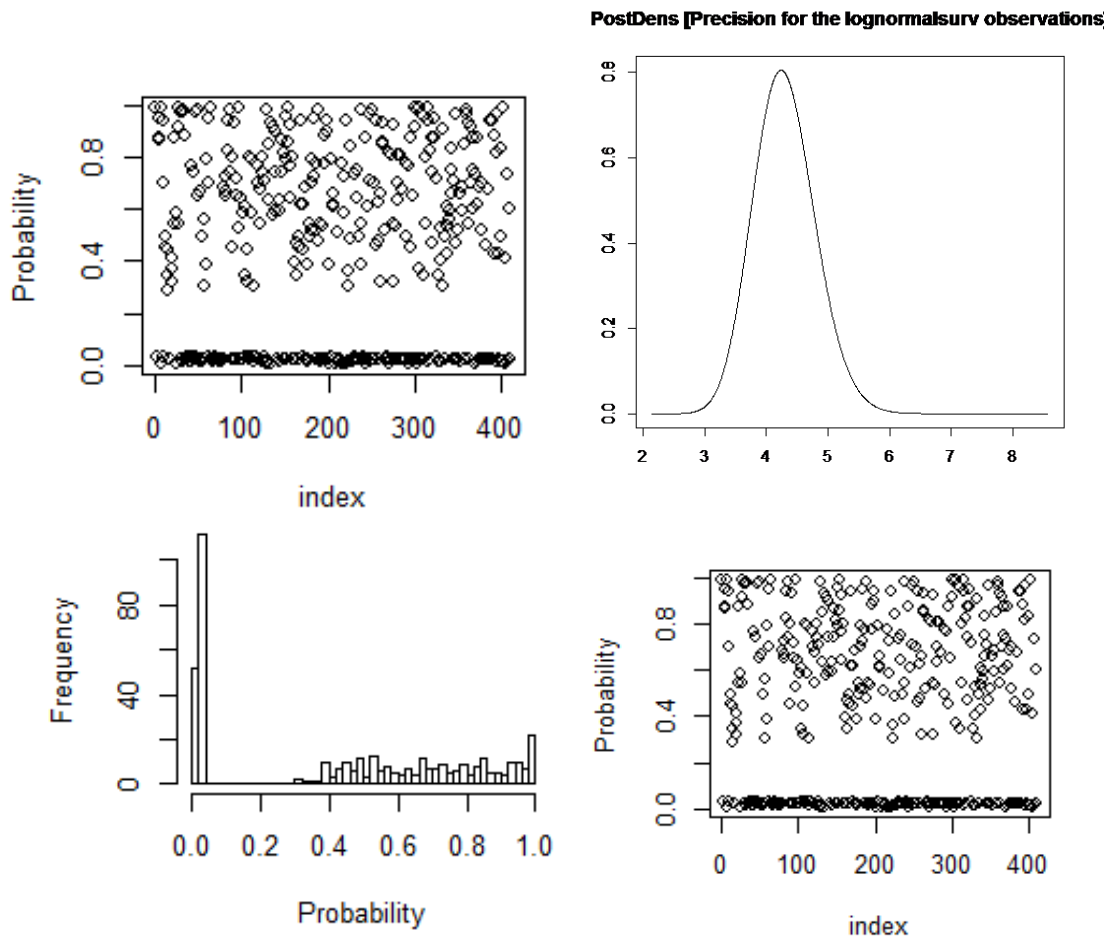 PostDens [Precision for the lognormalsurv observations]
Probability
0.0 0.4 0.8
0 100 200 300 400
index
0.0 0.2 0.4 0.6 0.8
2 3 4 5 6 7 8
Frequency
0 40 80
0.0 0.2 0.4 0.6 0.8 1.0
Probability
Probability
0.0 0.4 0.8
0 100 200 300 400
index